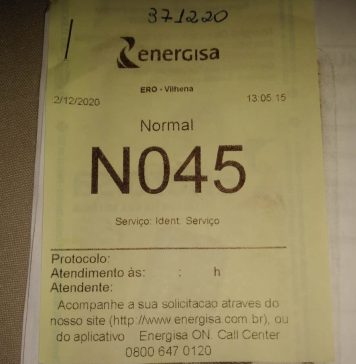 371220
energisa
ERO - Vilhena
2/12/2020 13:05:15
Normal
N045
Serviço: Ident. Serviço
Protocolo:
Atendimento às: : h
Atendente:
Acompanhe a sua solicitacao atraves do
nosso site (http://www.energisa.com.br), ou
do aplicativo Energisa ON. Call Center
0800 647 0120